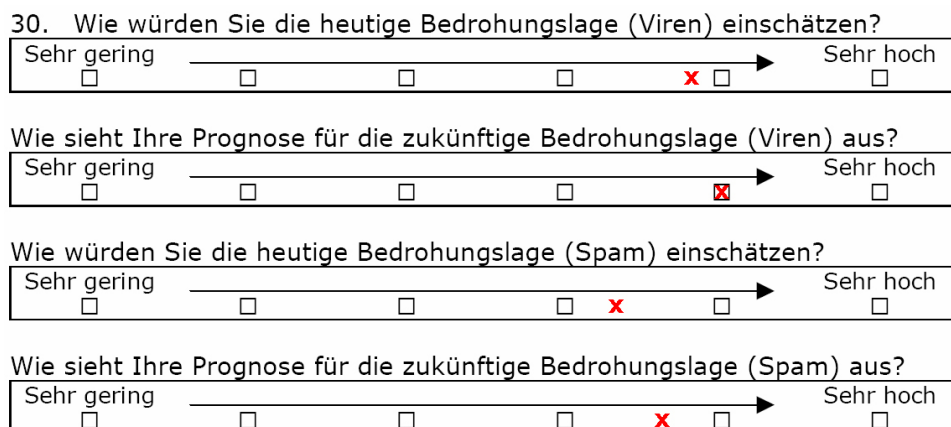 30. Wie würden Sie die heutige Bedrohungslage (Viren) einschätzen?
Sehr gering Sehr hoch
☐ ☐ ☐ ☐ x ☐ ☐
Wie sieht Ihre Prognose für die zukünftige Bedrohungslage (Viren) aus?
Sehr gering Sehr hoch
☐ ☐ ☐ ☐ ☒ ☐
Wie würden Sie die heutige Bedrohungslage (Spam) einschätzen?
Sehr gering Sehr hoch
☐ ☐ ☐ ☐ x ☐ ☐
Wie sieht Ihre Prognose für die zukünftige Bedrohungslage (Spam) aus?
Sehr gering Sehr hoch
☐ ☐ ☐ ☐ x ☐ ☐